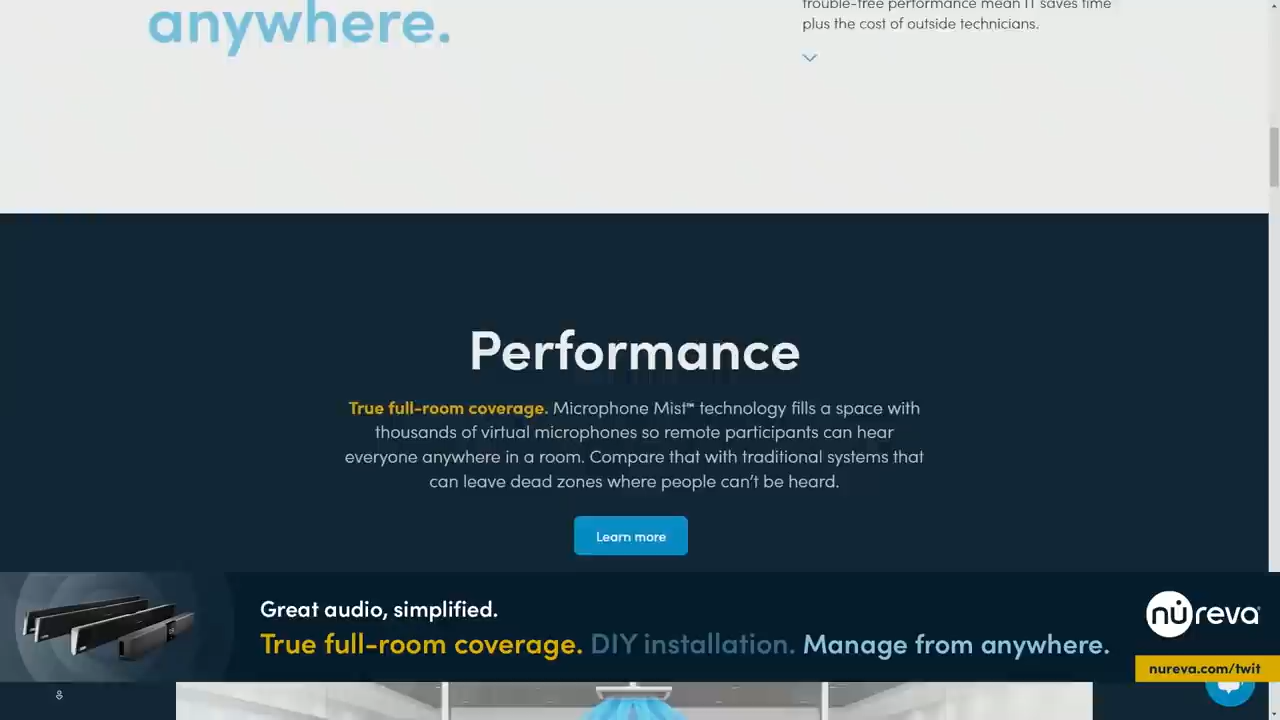 anywhere.
trouble-free performance mean IT saves time
plus the cost of outside technicians.
Performance
True full-room coverage. Microphone Mist™ technology fills a space with
thousands of virtual microphones so remote participants can hear
everyone anywhere in a room. Compare that with traditional systems that
can leave dead zones where people can’t be heard.
Learn more
Great audio, simplified.
True full-room coverage. DIY installation. Manage from anywhere.
nureva
nureva.com/twit